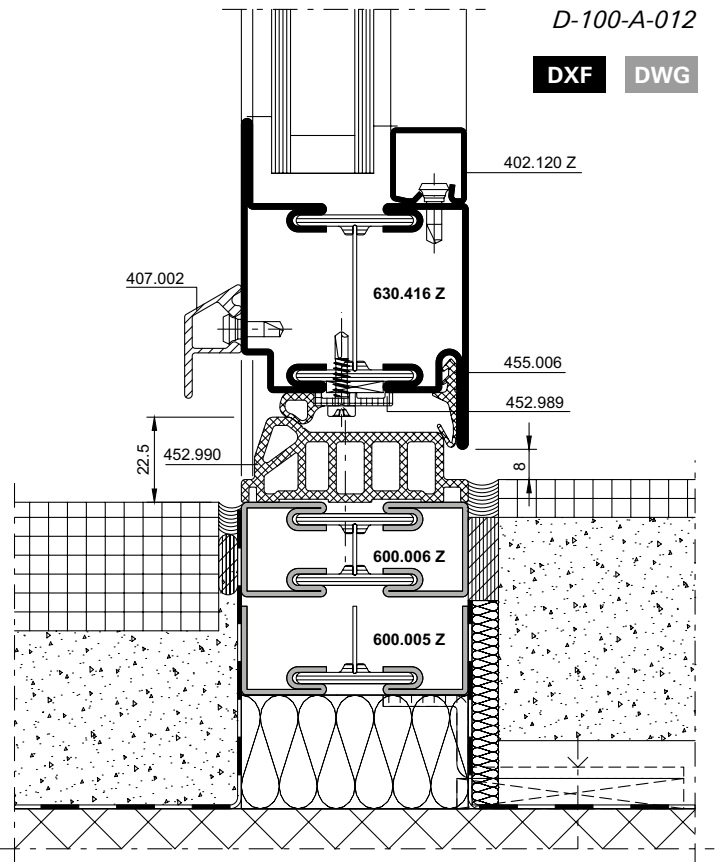 D-100-A-012
DXF DWG
402.120 Z
407.002
630.416 Z
455.006
452.989
22.5
452.990
8
600.006 Z
600.005 Z